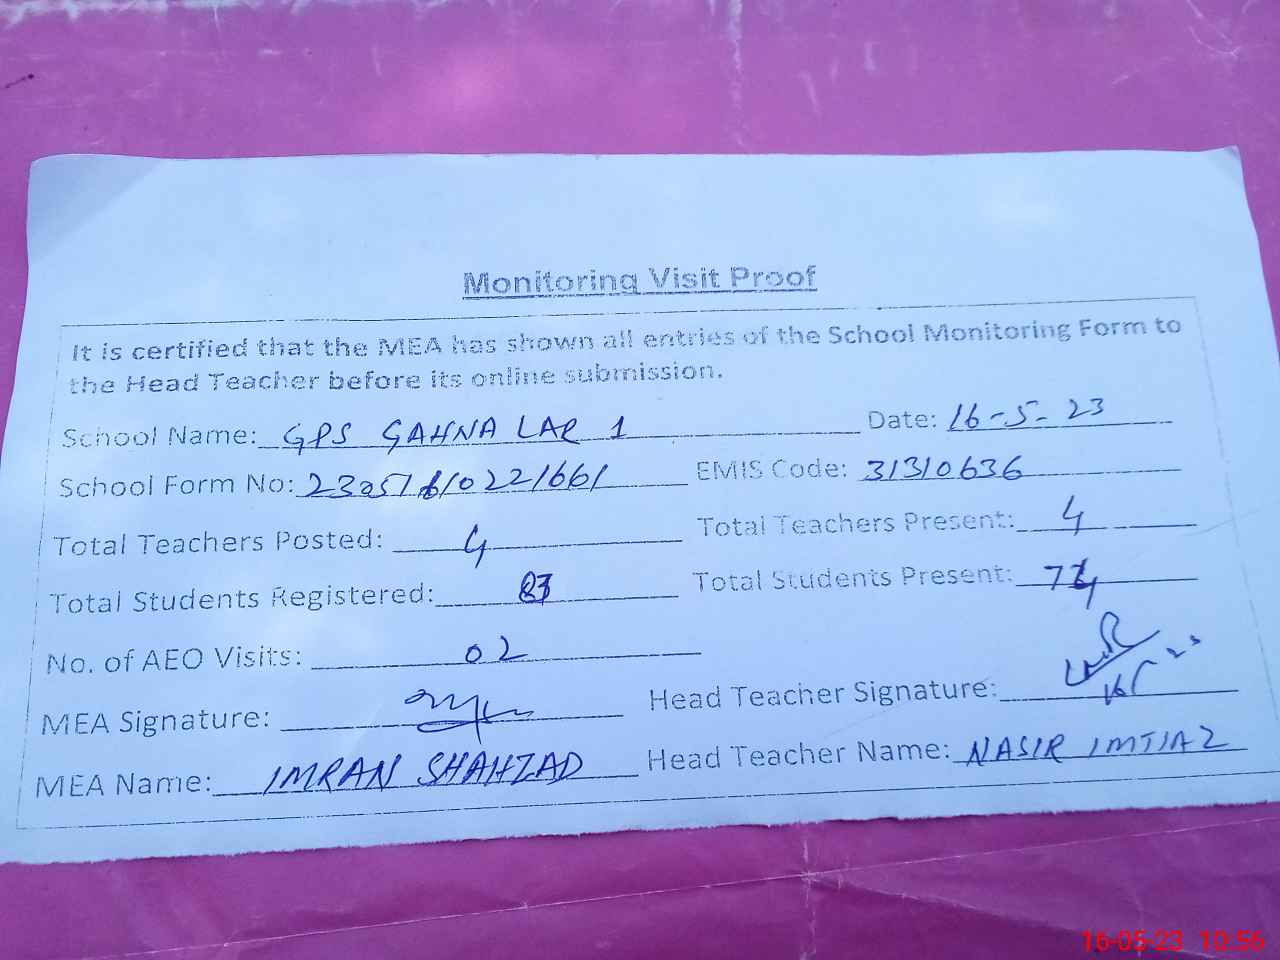 Monitoring Visit Proof
It is certified that the MEA has shown all entries of the School Monitoring Form to
the Head Teacher before its online submission.
School Name: GPS GAHNA LAR 1 Date: 16-5-23
School Form No: EMIS Code: 31310636
Total Teachers Posted: 4 Total Teachers Present: 4
Total Students Registered: Total Students Present:
No. of AEO Visits: 02
MEA Signature: Head Teacher Signature:
MEA Name: IMRAN SHAHZAD Head Teacher Name: NASIR IMTIAZ
16-05-23 10:56